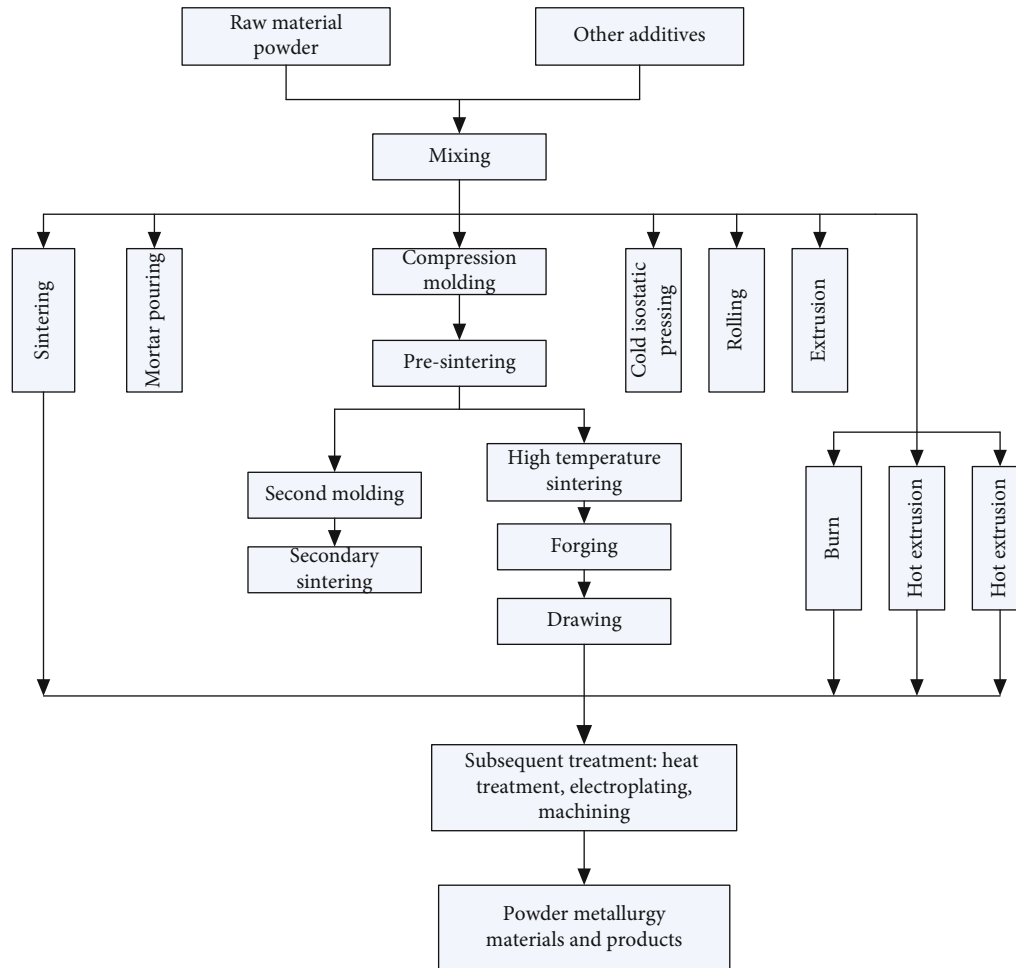 Raw material
powder
Other additives
Mixing
Sintering
Mortar pouring
Compression
molding
Cold isostatic
pressing
Rolling
Extrusion
Pre-sintering
High temperature
sintering
Second molding
Forging
Secondary
sintering
Drawing
Burn
Hot extrusion
Hot extrusion
Subsequent treatment: heat
treatment, electroplating,
machining
Powder metallurgy
materials and products